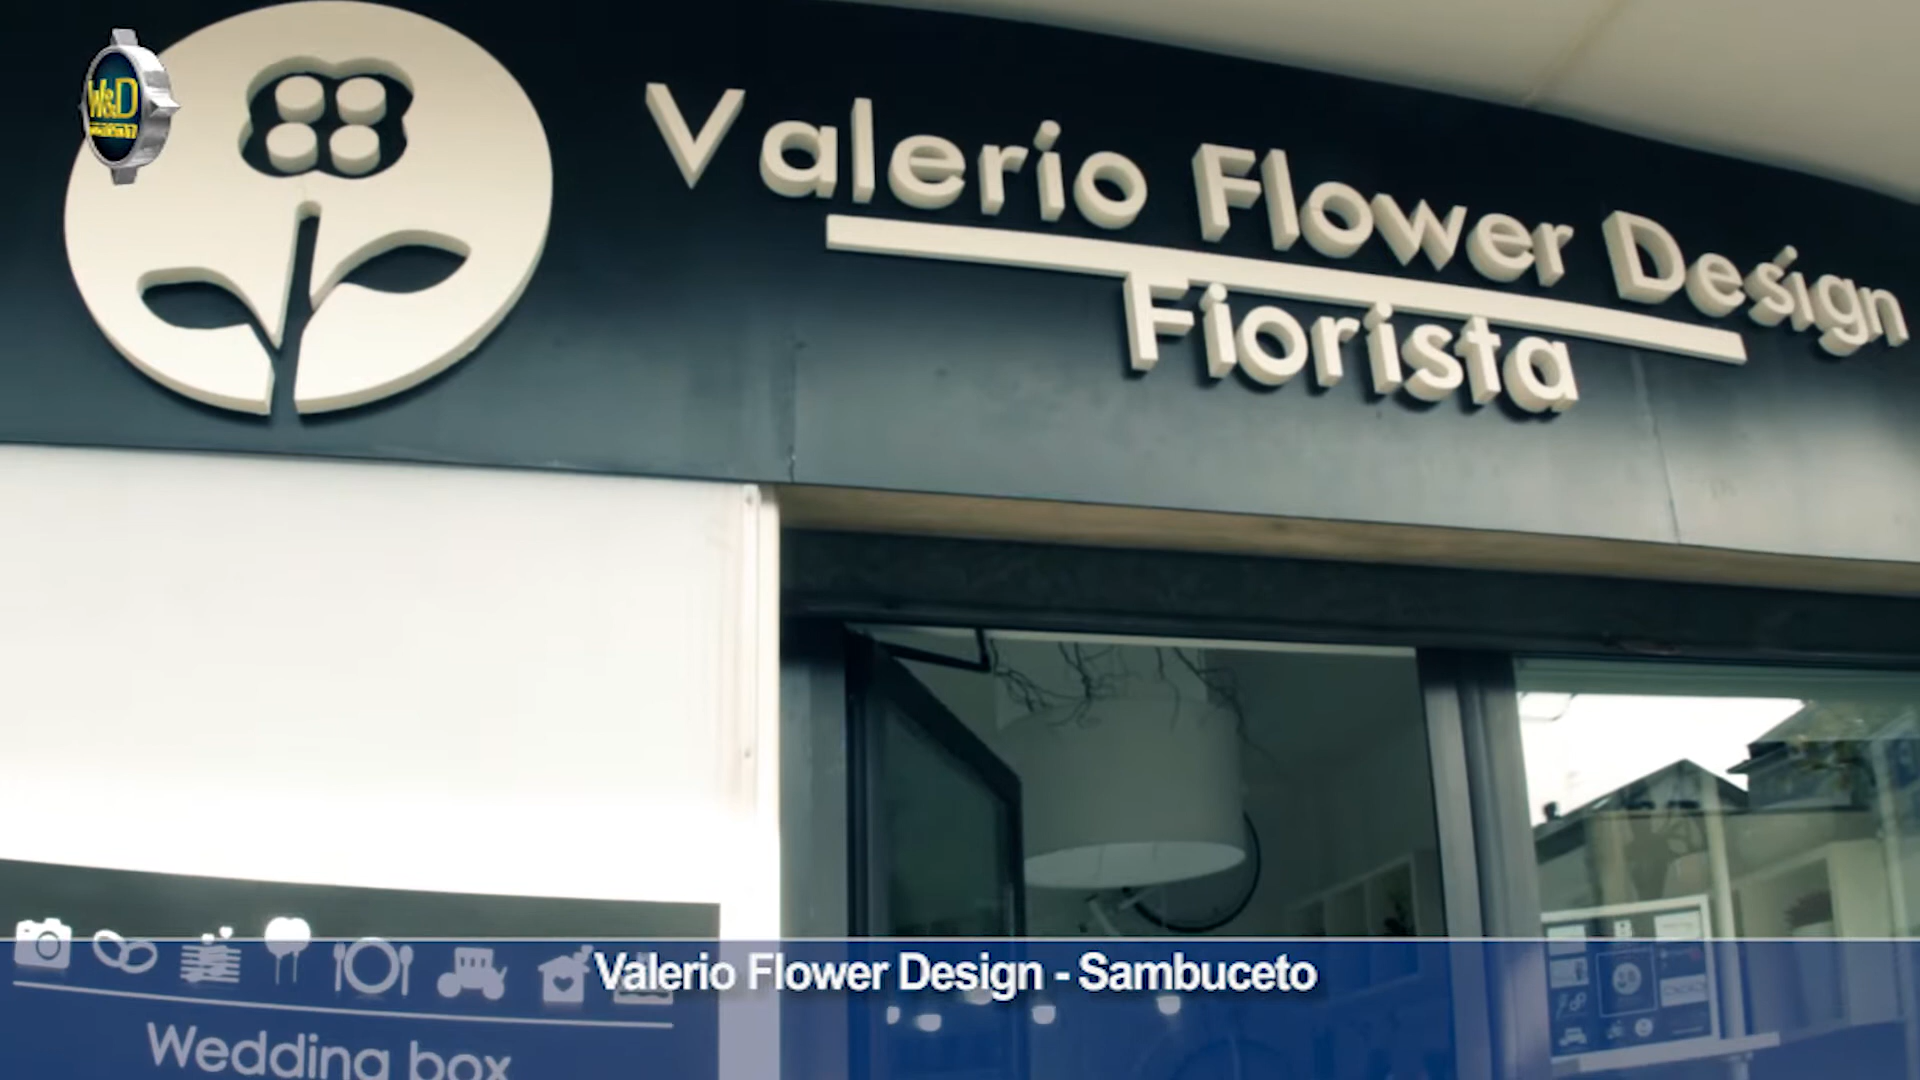 W&D
Valerio Flower Design
Fiorista
Valerio Flower Design - Sambuceto
Wedding box